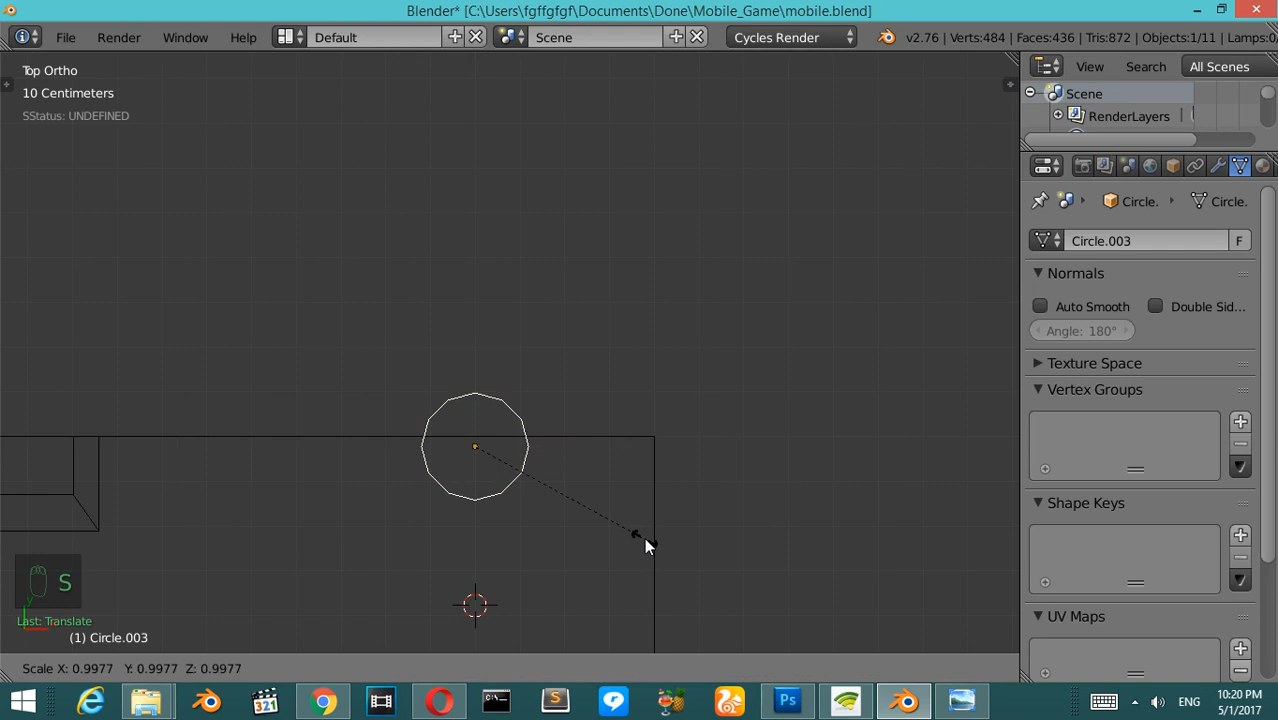 Blender* [C:\Users\fgffgfgf\Documents\Done\Mobile_Game\mobile.blend]
File Render Window Help Default Scene Cycles Render v2.76 | Verts:484 | Faces:436 | Tris:872 | Objects:1/11 | Lamps:0/
Top Ortho
10 Centimeters
SStatus: UNDEFINED
View Search All Scenes
Scene
RenderLayers
Circle. Circle.
Circle.003 F
Normals
Auto Smooth Double Sid...
Angle: 180°
Texture Space
Vertex Groups
Shape Keys
UV Maps
S
Last: Translate
y
(1) Circle.003
Scale X: 0.9977 Y: 0.9977 Z: 0.9977
321
Ps
ENG
10:20 PM
5/1/2017